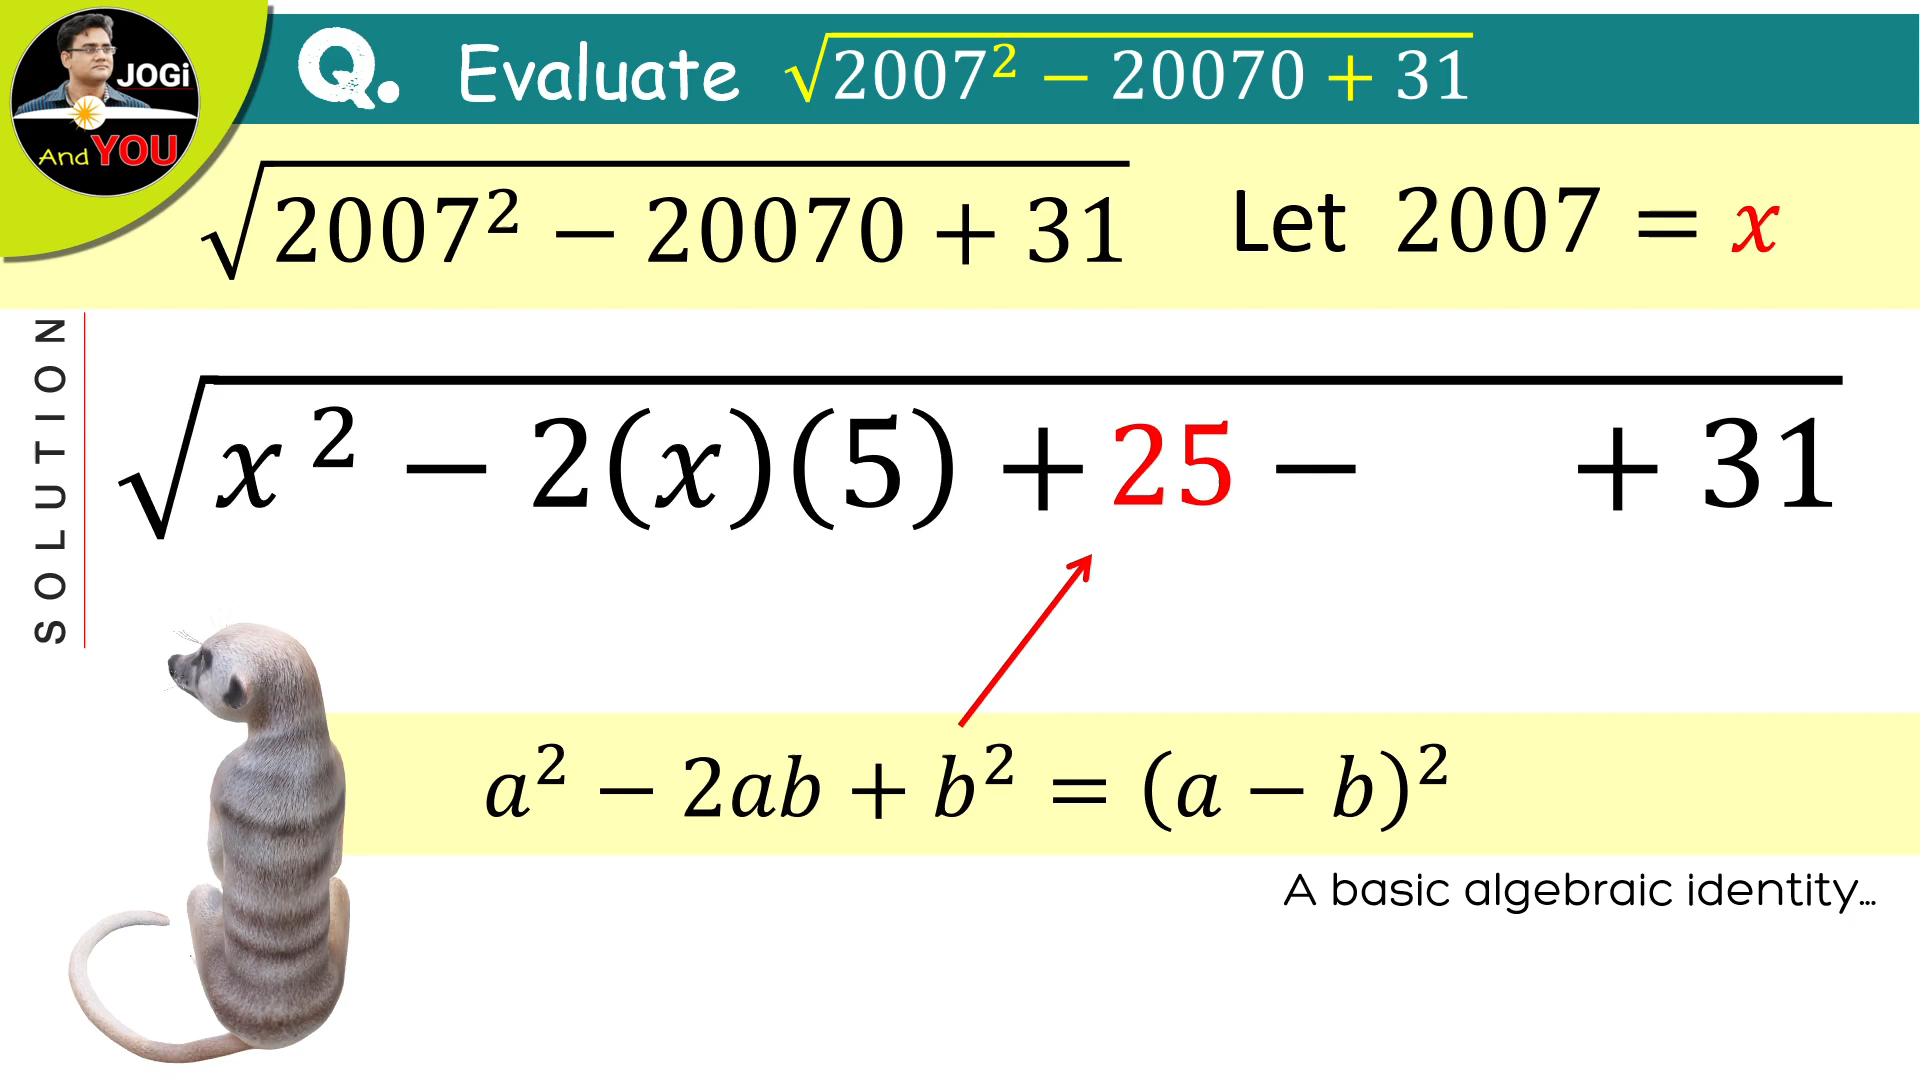 JOGi
And YOU
Q. Evaluate √2007² − 20070 + 31
√2007² − 20070 + 31 Let 2007 = x
SOLUTION
√x² − 2(x)(5) + 25 − + 31
a² − 2ab + b² = (a − b)²
A basic algebraic identity...